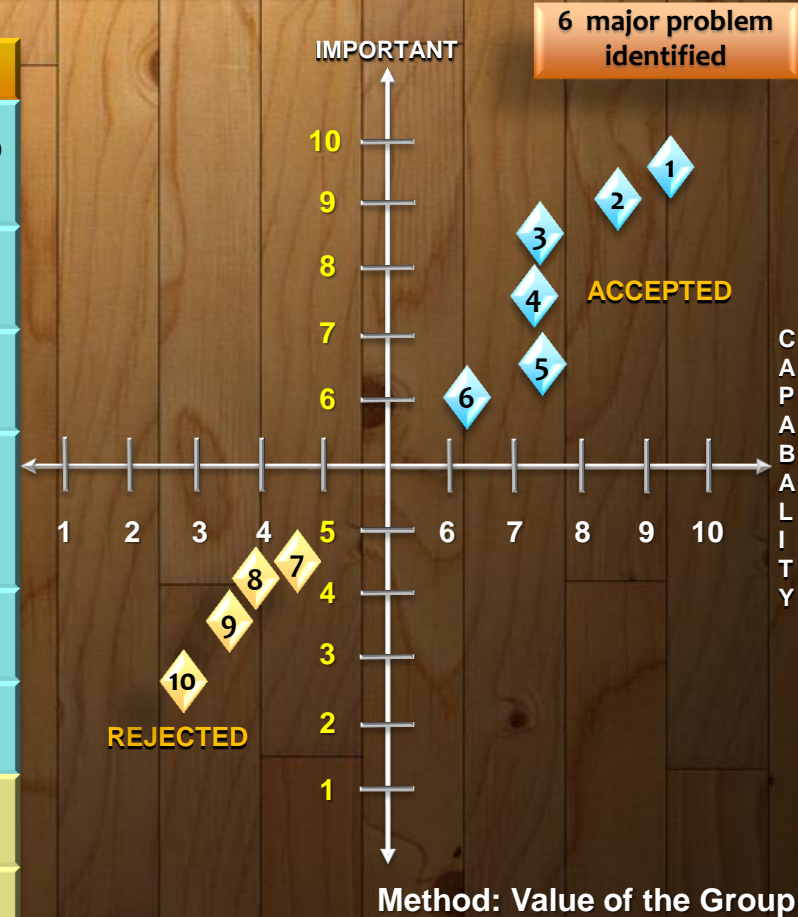 6 major problem
identified
IMPORTANT
10
9
8
7
6
1
2
3
4
5
6
ACCEPTED
CAPABALITY
1 2 3 4 5 6 7 8 9 10
4
3
2
1
7
8
9
10
REJECTED
Method: Value of the Group